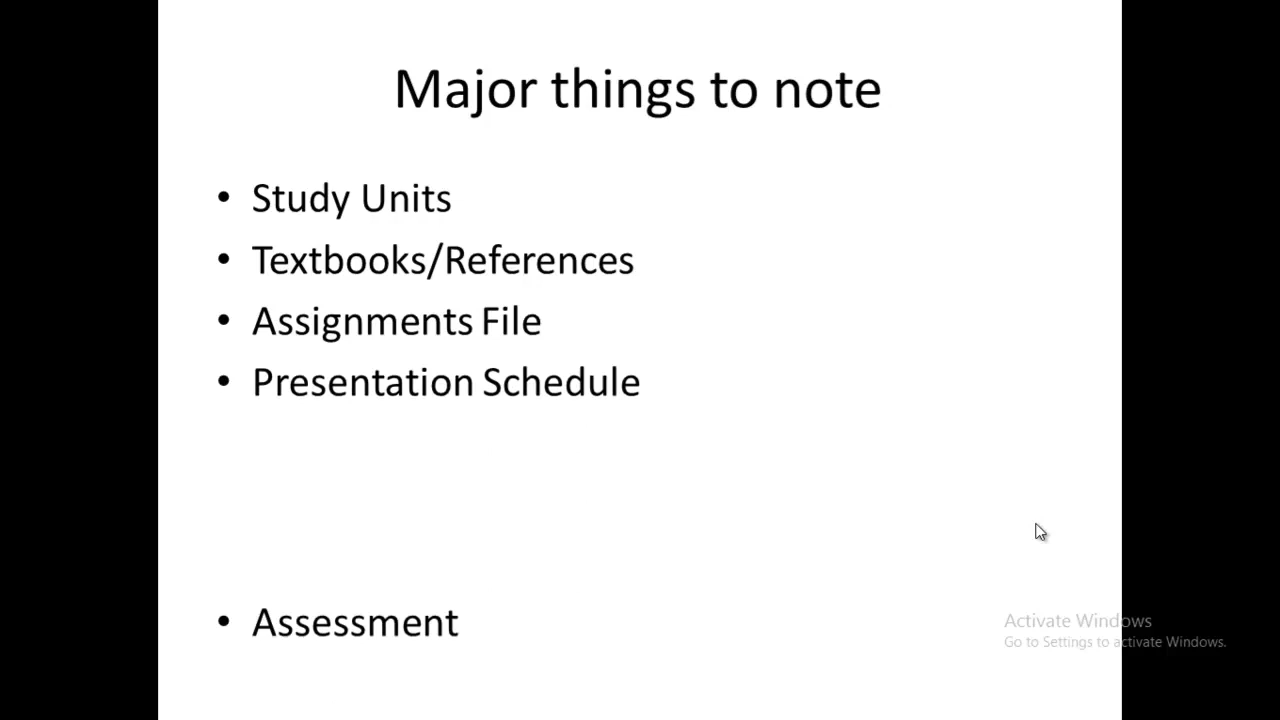 Major things to note
• Study Units
• Textbooks/References
• Assignments File
• Presentation Schedule
• Assessment
Activate Windows
Go to Settings to activate Windows.